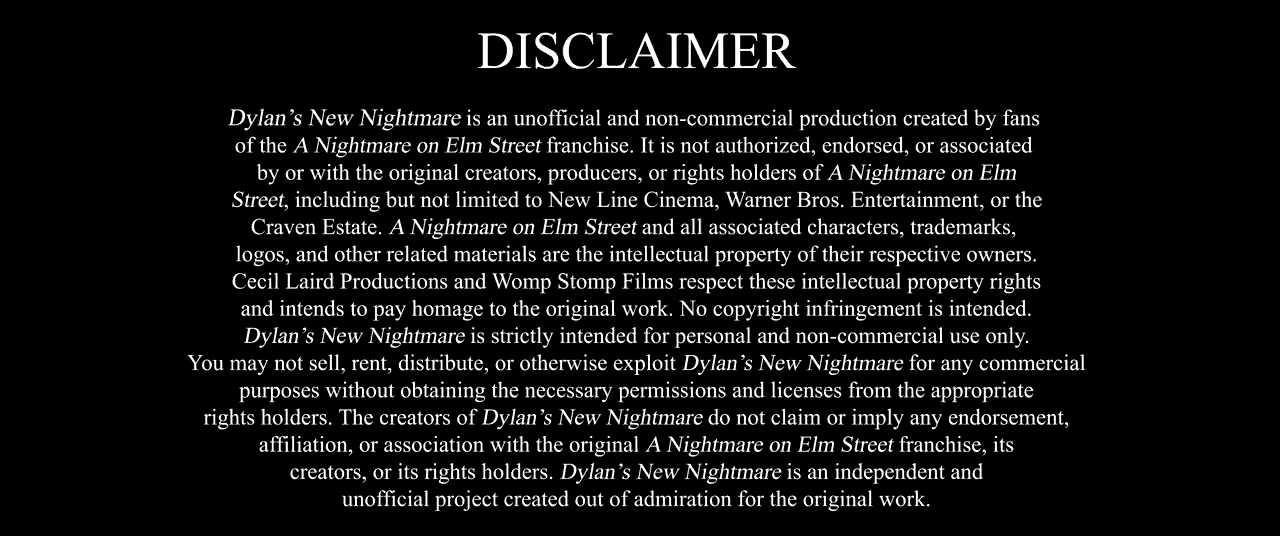 DISCLAIMER
Dylan’s New Nightmare is an unofficial and non-commercial production created by fans
of the A Nightmare on Elm Street franchise. It is not authorized, endorsed, or associated
by or with the original creators, producers, or rights holders of A Nightmare on Elm
Street, including but not limited to New Line Cinema, Warner Bros. Entertainment, or the
Craven Estate. A Nightmare on Elm Street and all associated characters, trademarks,
logos, and other related materials are the intellectual property of their respective owners.
Cecil Laird Productions and Womp Stomp Films respect these intellectual property rights
and intends to pay homage to the original work. No copyright infringement is intended.
Dylan’s New Nightmare is strictly intended for personal and non-commercial use only.
You may not sell, rent, distribute, or otherwise exploit Dylan’s New Nightmare for any commercial
purposes without obtaining the necessary permissions and licenses from the appropriate
rights holders. The creators of Dylan’s New Nightmare do not claim or imply any endorsement,
affiliation, or association with the original A Nightmare on Elm Street franchise, its
creators, or its rights holders. Dylan’s New Nightmare is an independent and
unofficial project created out of admiration for the original work.